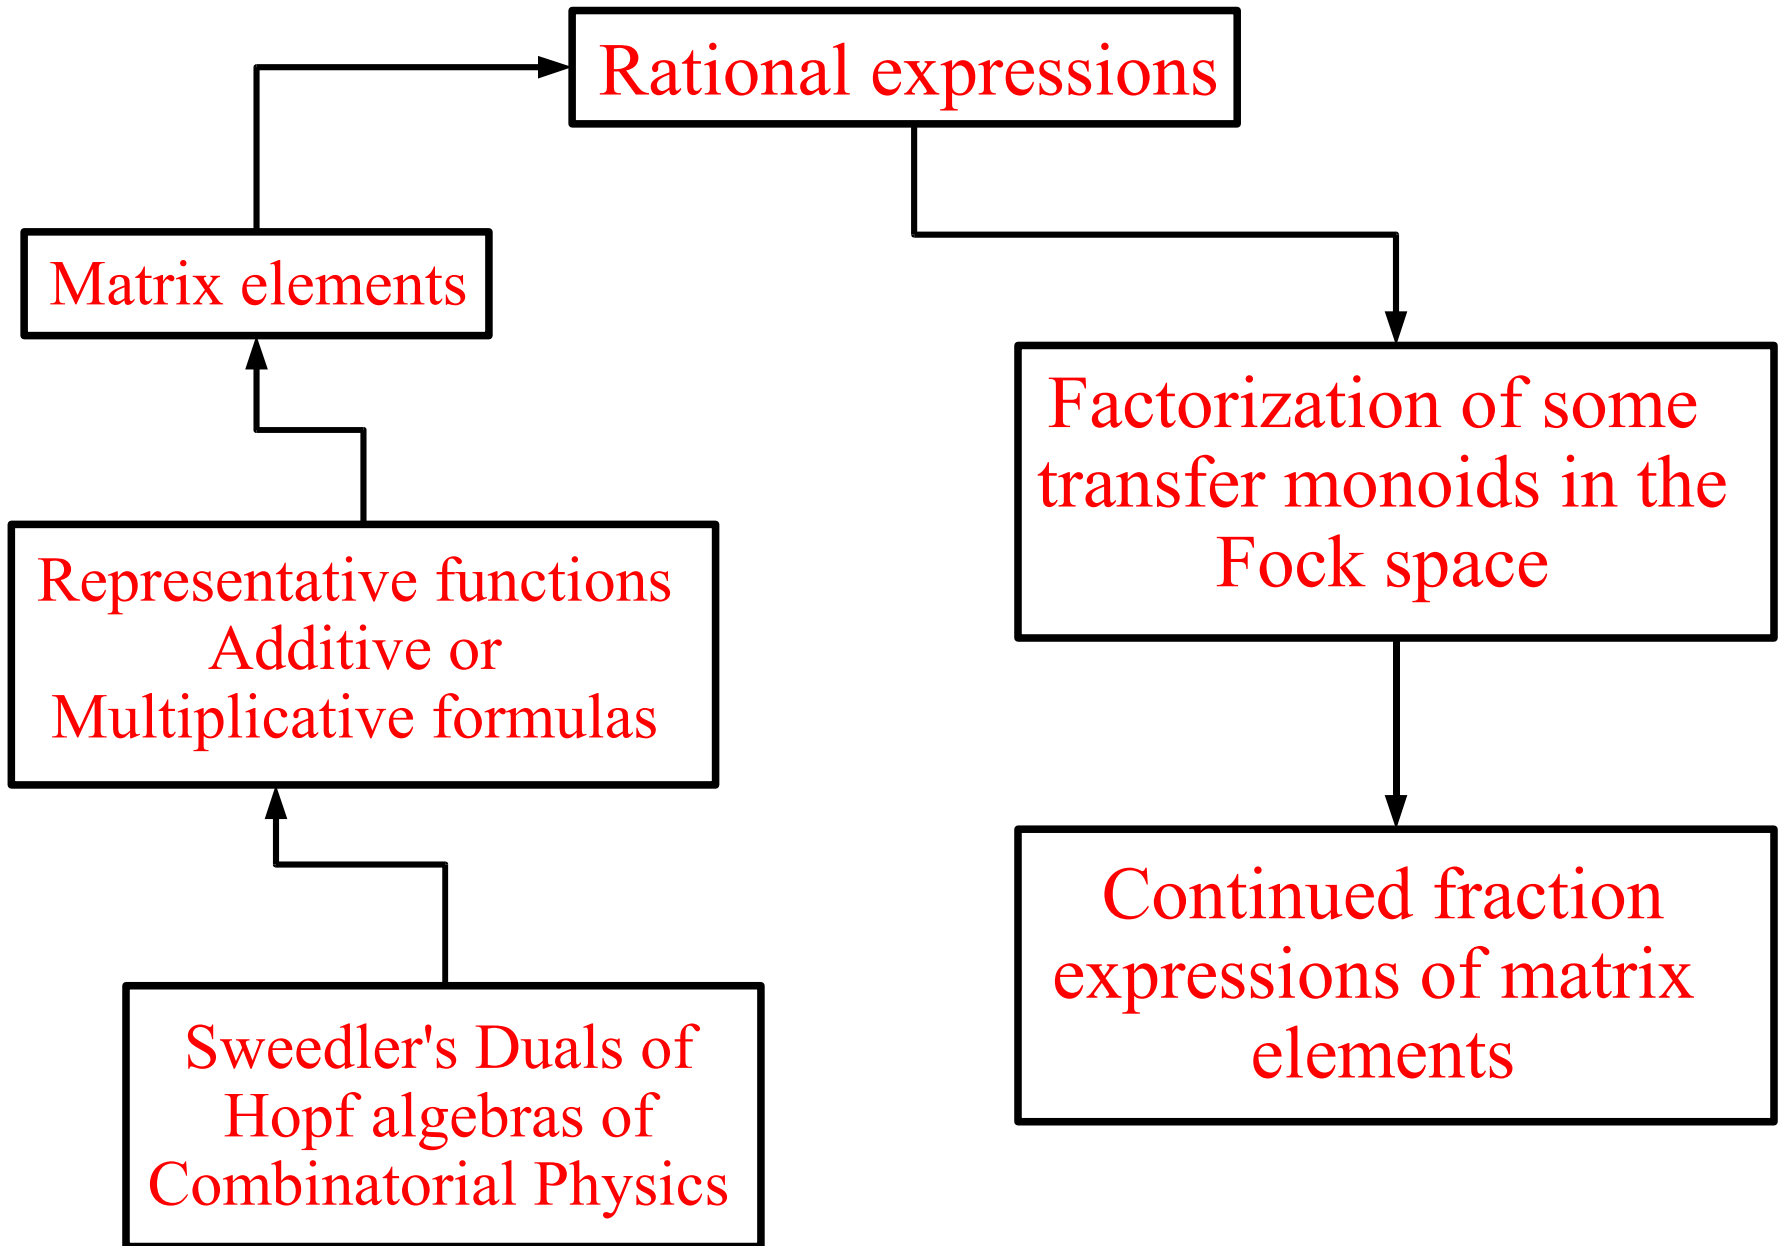 Rational expressions
Matrix elements
Factorization of some
transfer monoids in the
Fock space
Representative functions
Additive or
Multiplicative formulas
Continued fraction
expressions of matrix
elements
Sweedler's Duals of
Hopf algebras of
Combinatorial Physics